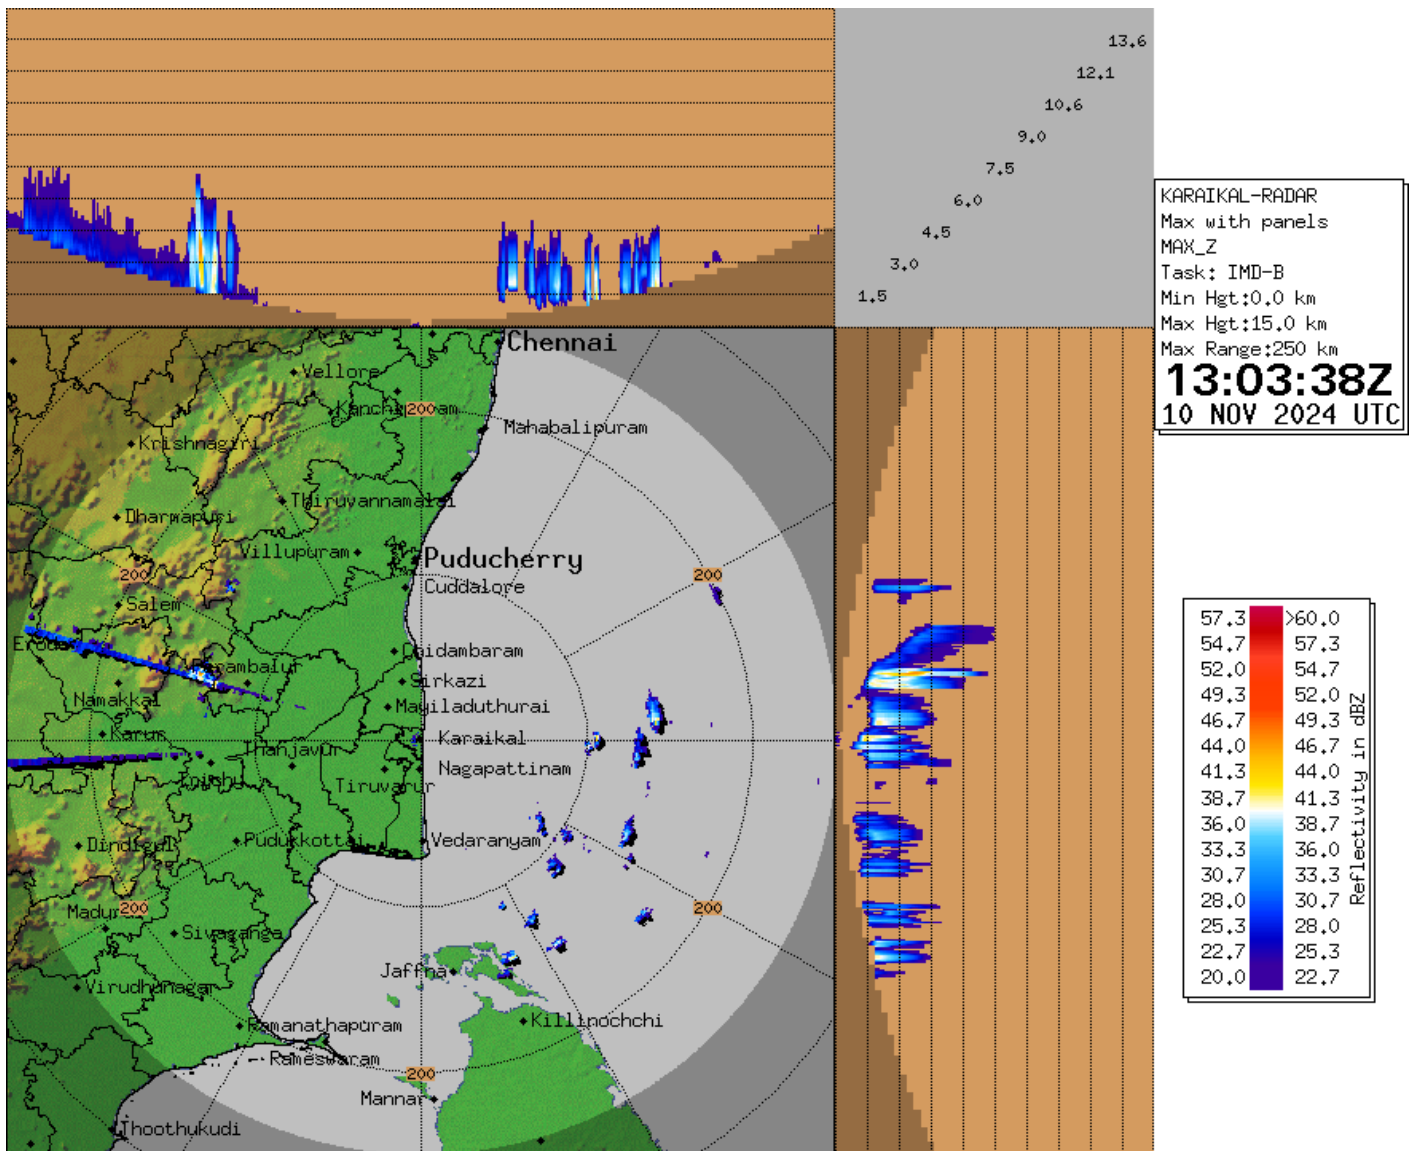 13.6
12.1
10.6
9.0
7.5
6.0
4.5
3.0
1.5
KARAIKAL-RADAR
Max with panels
MAX_Z
Task: IMD-B
Min Hgt:0.0 km
Max Hgt:15.0 km
Max Range:250 km
13:03:38Z
10 NOV 2024 UTC
Chennai
Vellore
200
Mahabalipuram
Krishnagiri
Thiruvannamalai
Dharmapuri
Villupuram
Puducherry
200
200
Cuddalore
Salem
Chidambaram
Perambalur
Sirkazi
Namakkal
Mayiladuthurai
Karur
Karaikal
Thanjavur
Nagapattinam
Tiruvarur
Pudukkottai
Vedaranyam
Dindigul
200
200
Sivaganga
Jaffna
Virudhunagar
Ramanathapuram
Killinochchi
Rameswaram
200
Mannar
Thoothukudi
57.3 >60.0
54.7 57.3
52.0 54.7
49.3 52.0
46.7 49.3
44.0 46.7
41.3 44.0
38.7 41.3
36.0 38.7
33.3 36.0
30.7 33.3
28.0 30.7
25.3 28.0
22.7 25.3
20.0 22.7
Reflectivity in dBZ